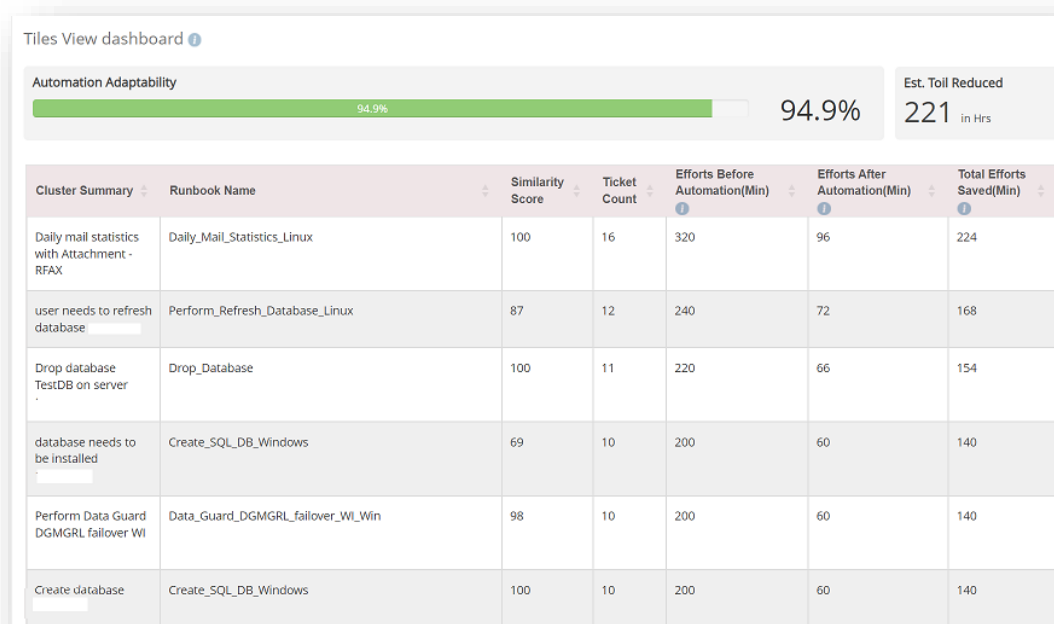 Tiles View dashboard
Automation Adaptability
94.9%
94.9%
Est. Toil Reduced
221 in Hrs
Cluster Summary
Runbook Name
Similarity
Score
Ticket
Count
Efforts Before
Automation(Min)
Efforts After
Automation(Min)
Total Efforts
Saved(Min)
Daily mail statistics
with Attachment -
RFAX
Daily_Mail_Statistics_Linux
100
16
320
96
224
user needs to refresh
database
Perform_Refresh_Database_Linux
87
12
240
72
168
Drop database
TestDB on server
Drop_Database
100
11
220
66
154
database needs to
be installed
Create_SQL_DB_Windows
69
10
200
60
140
Perform Data Guard
DGMGRL failover WI
Data_Guard_DGMGRL_failover_WI_Win
98
10
200
60
140
Create database
Create_SQL_DB_Windows
100
10
200
60
140